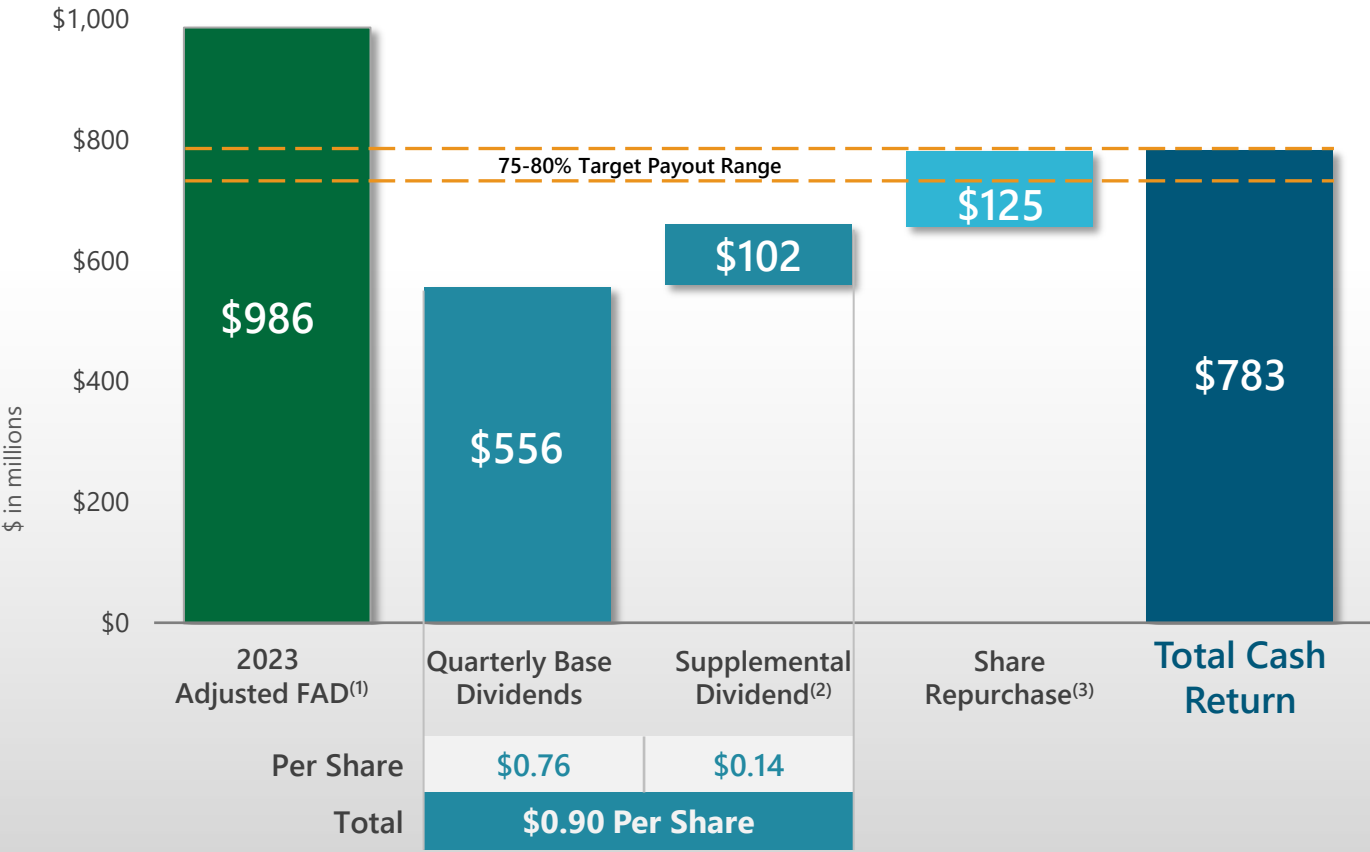 $1,000
$800
$600
$400
$200
$0
$ in millions
75-80% Target Payout Range
$986
$556
$102
$125
$783
2023
Adjusted FAD(1)
Quarterly Base
Dividends
Supplemental
Dividend(2)
Share
Repurchase(3)
Total Cash
Return
Per Share $0.76 $0.14
Total $0.90 Per Share